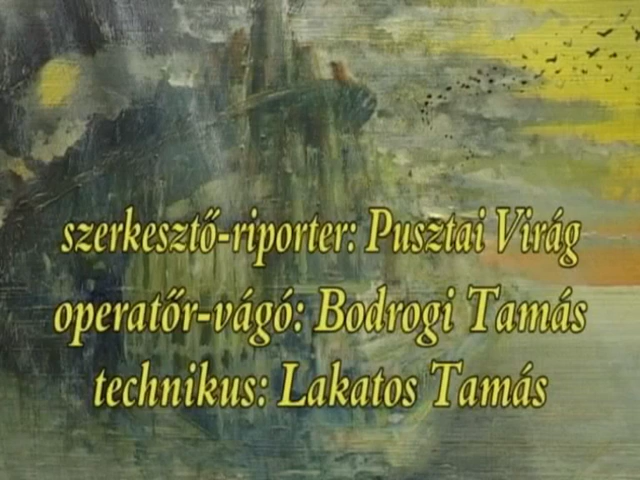 szerkesztő-riporter: Pusztai Virág
operatőr-vágó: Bodrogi Tamás
technikus: Lakatos Tamás